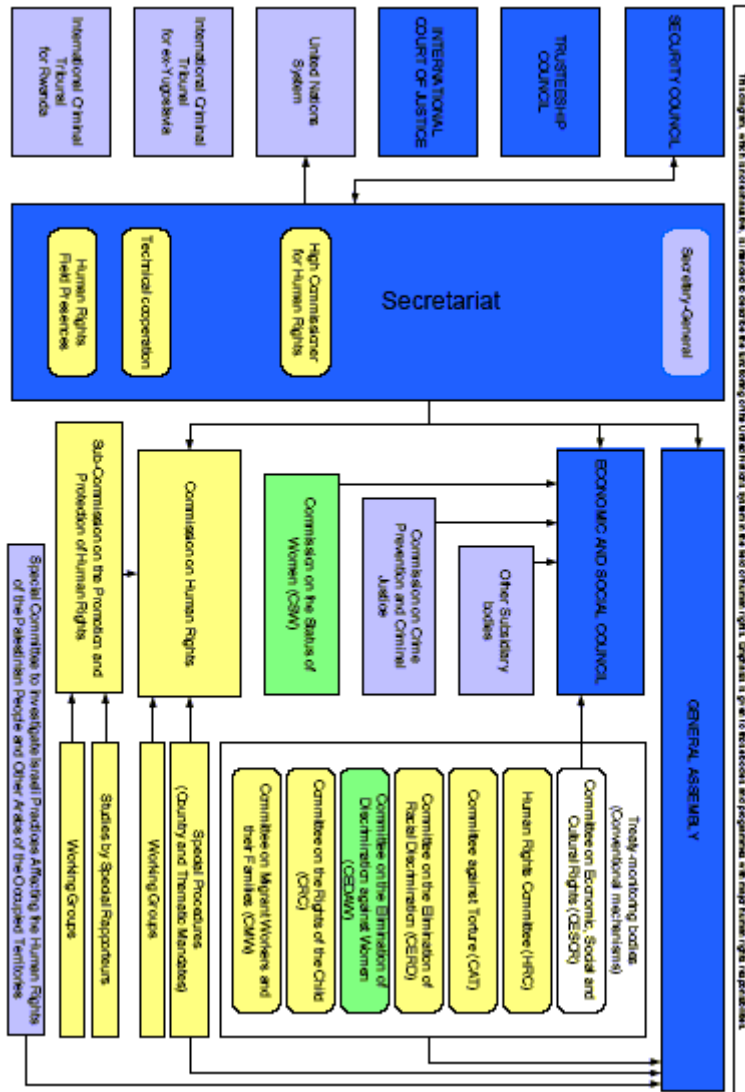 GENERAL ASSEMBLY
Treaty-monitoring bodies
(Conventional mechanisms)
Committee on Economic, Social and
Cultural Rights (CESCR)
Human Rights Committee (HRC)
Committee against Torture (CAT)
Committee on the Elimination of
Racial Discrimination (CERD)
Committee on the Elimination of
Discrimination against Women
(CEDAW)
Committee on the Rights of the Child
(CRC)
Committee on Migrant Workers and
their Families (CMW)
Special Procedures
(Country and Thematic Mandates)
Working Groups
Studies by Special Rapporteurs
Working Groups
Special Committee to Investigate Israel Practices Affecting the Human Rights
of the Palestinian People and Other Arabs of the Occupied Territories
ECONOMIC AND SOCIAL COUNCIL
Other Subsidiary
bodies
Commission on Crime
Prevention and Criminal
Justice
Commission on the Status of
Women (CSW)
Commission on Human Rights
Sub-Commission on the Promotion and
Protection of Human Rights
Secretariat
Secretary-General
High Commissioner
for Human Rights
Technical cooperation
Human Rights
Field Presences
SECURITY COUNCIL
TRUSTEESHIP
COUNCIL
INTERNATIONAL
COURT OF JUSTICE
United Nations
System
International Criminal
Tribunal
for ex-Yugoslavia
International Criminal
Tribunal
for Rwanda